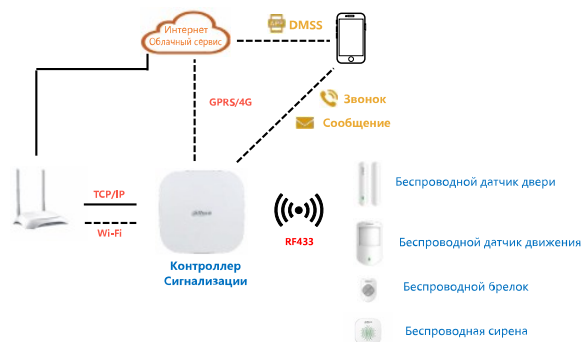 Интернет
Облачный сервис
DMSS
GPRS/4G
Звонок
Сообщение
TCP/IP
Wi-Fi
alhua
RF433
Контроллер
Сигнализации
Беспроводной датчик двери
Беспроводной датчик движения
Беспроводной брелок
Беспроводная сирена